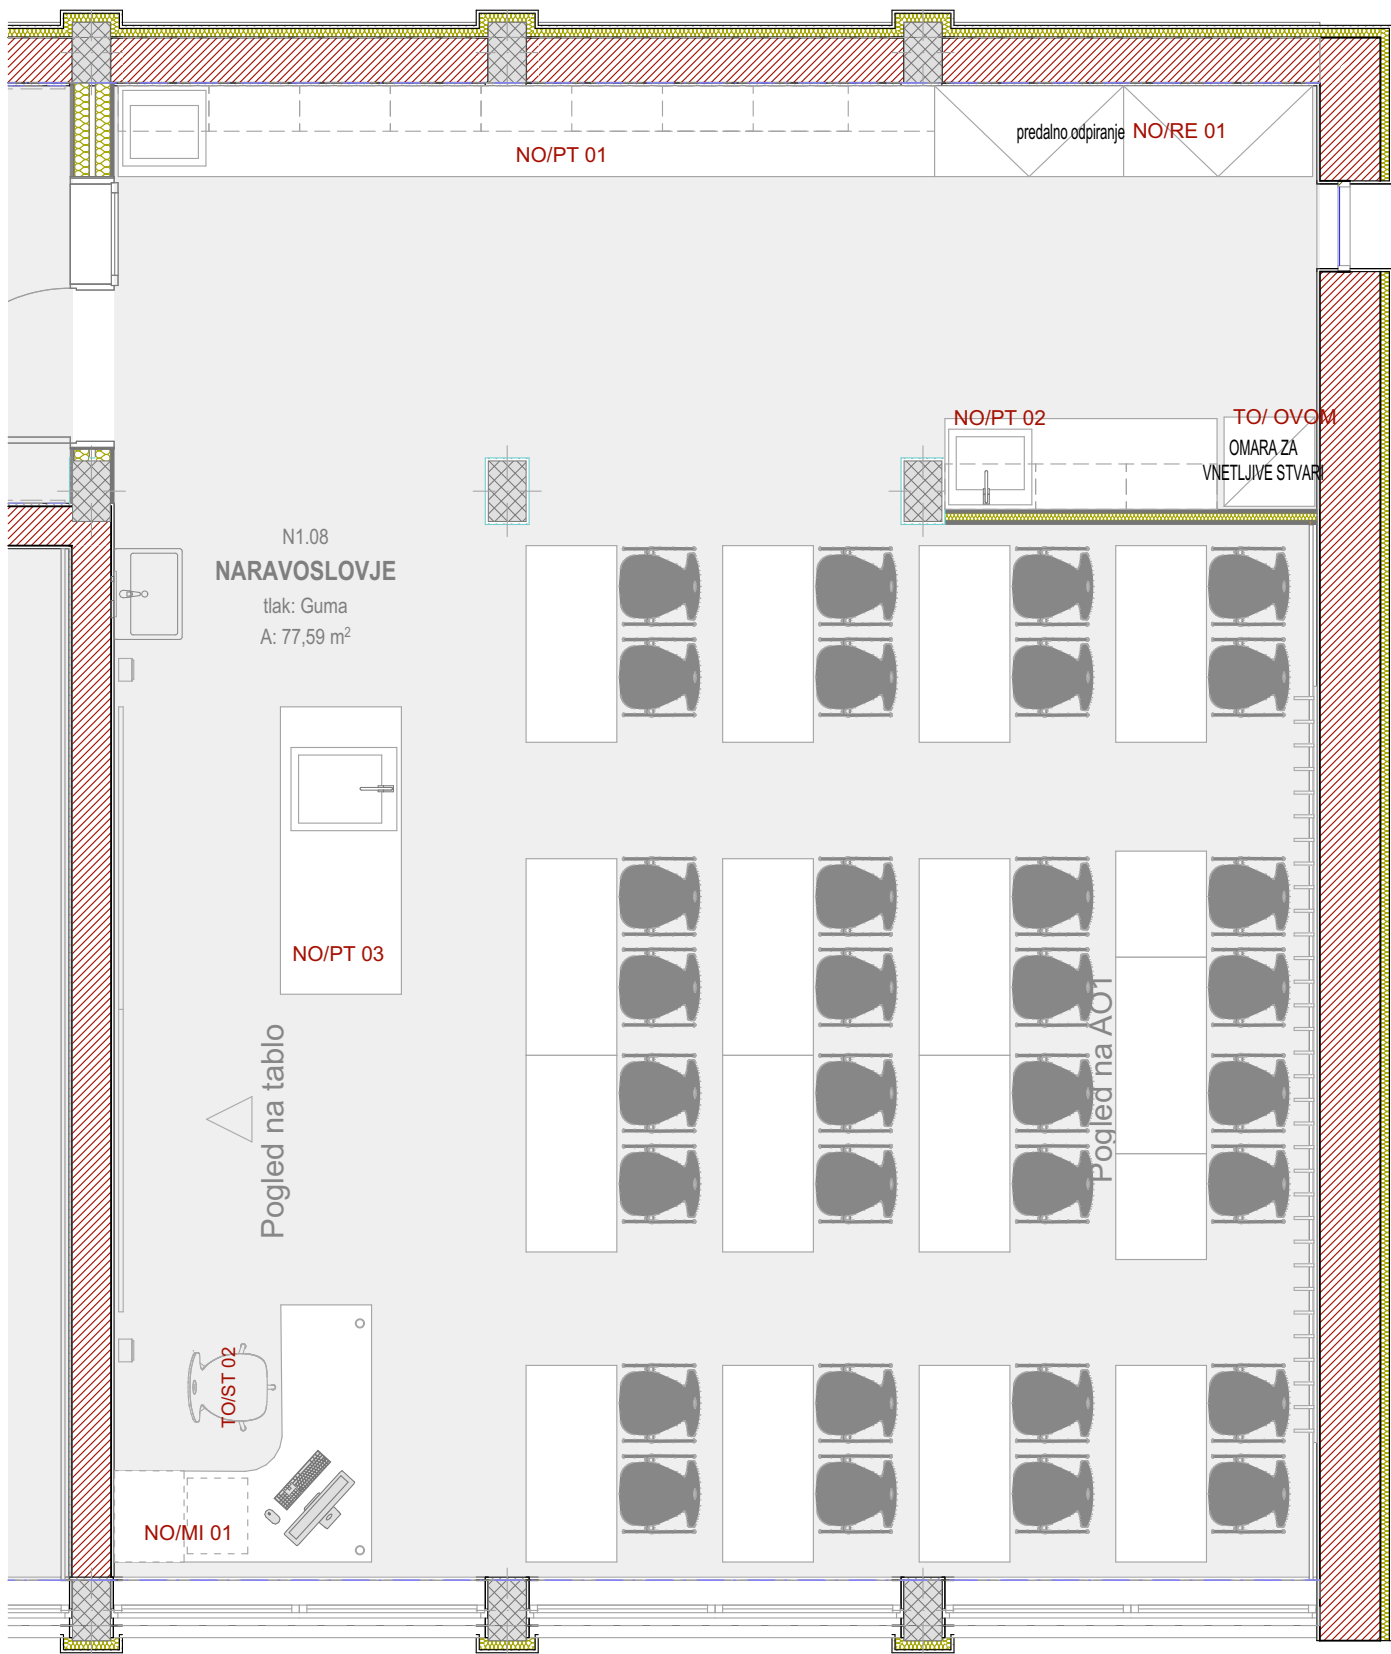 predalno odpiranje NO/RE 01
NO/PT 01
NO/PT 02
TO/ OVOM
OMARA ZA
VNETLJIVE STVARI
N1.08
NARAVOSLOVJE
tlak: Guma
A: 77,59 m²
NO/PT 03
Pogled na tablo
Pogled na AO1
TO/ST 02
NO/MI 01